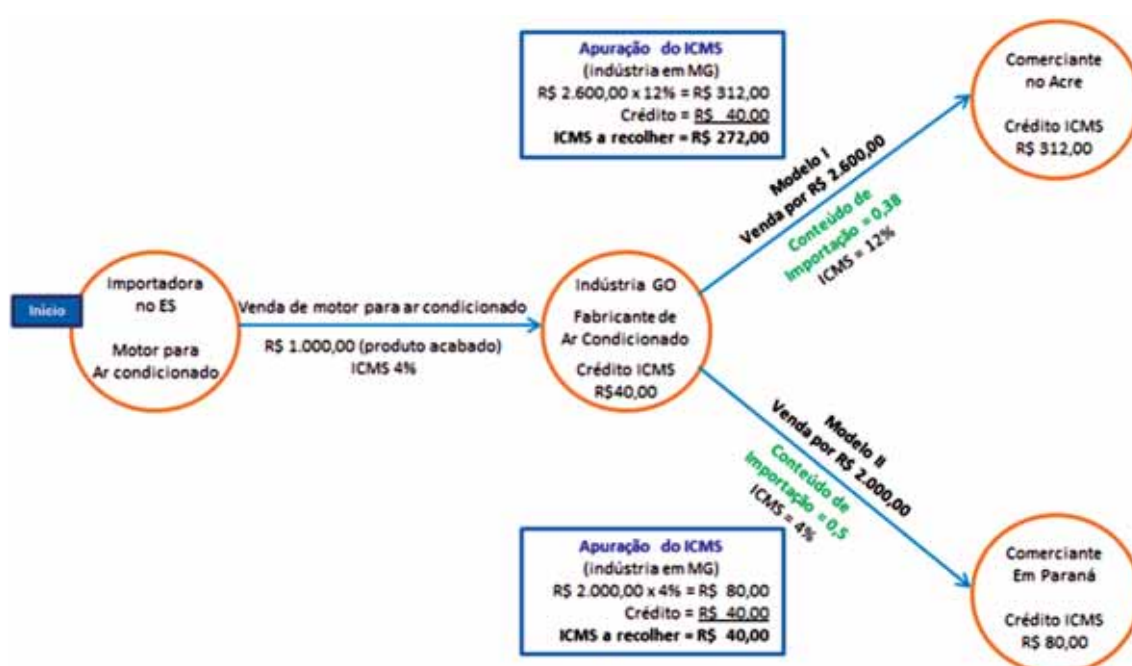 Apuração do ICMS
(indústria em MG)
R$ 2.600,00 x 12% = R$ 312,00
Crédito = R$ 40,00
ICMS a recolher = R$ 272,00
Comerciante
no Acre
Crédito ICMS
R$ 312,00
Modelo I
Venda por R$ 2.600,00
Conteúdo de
Importação = 0,38
ICMS = 12%
Início
Importadora
no ES
Motor para
Ar condicionado
Venda de motor para ar condicionado
R$ 1.000,00 (produto acabado)
ICMS 4%
Indústria GO
Fabricante de
Ar Condicionado
Crédito ICMS
R$40,00
Modelo II
Venda por R$ 2.000,00
Conteúdo de
Importação = 0,5
ICMS = 4%
Apuração do ICMS
(indústria em MG)
R$ 2.000,00 x 4% = R$ 80,00
Crédito = R$ 40,00
ICMS a recolher = R$ 40,00
Comerciante
Em Paraná
Crédito ICMS
R$ 80,00